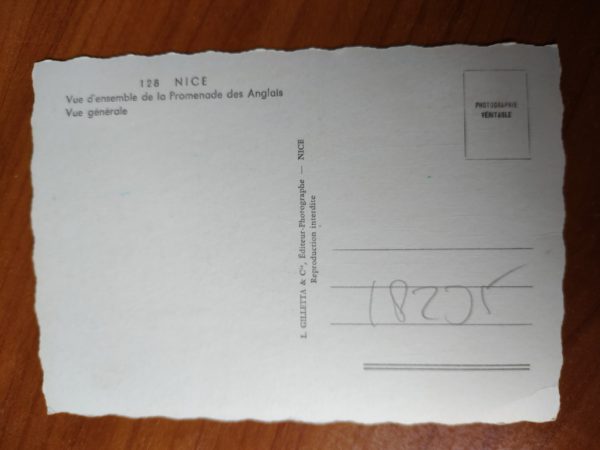 128 NICE
Vue d'ensemble de la Promenade des Anglais
Vue générale
PHOTOGRAPHIE
VÉRITABLE
L. GILLETTA & Cie, Éditeur-Photographe — NICE
Reproduction interdite